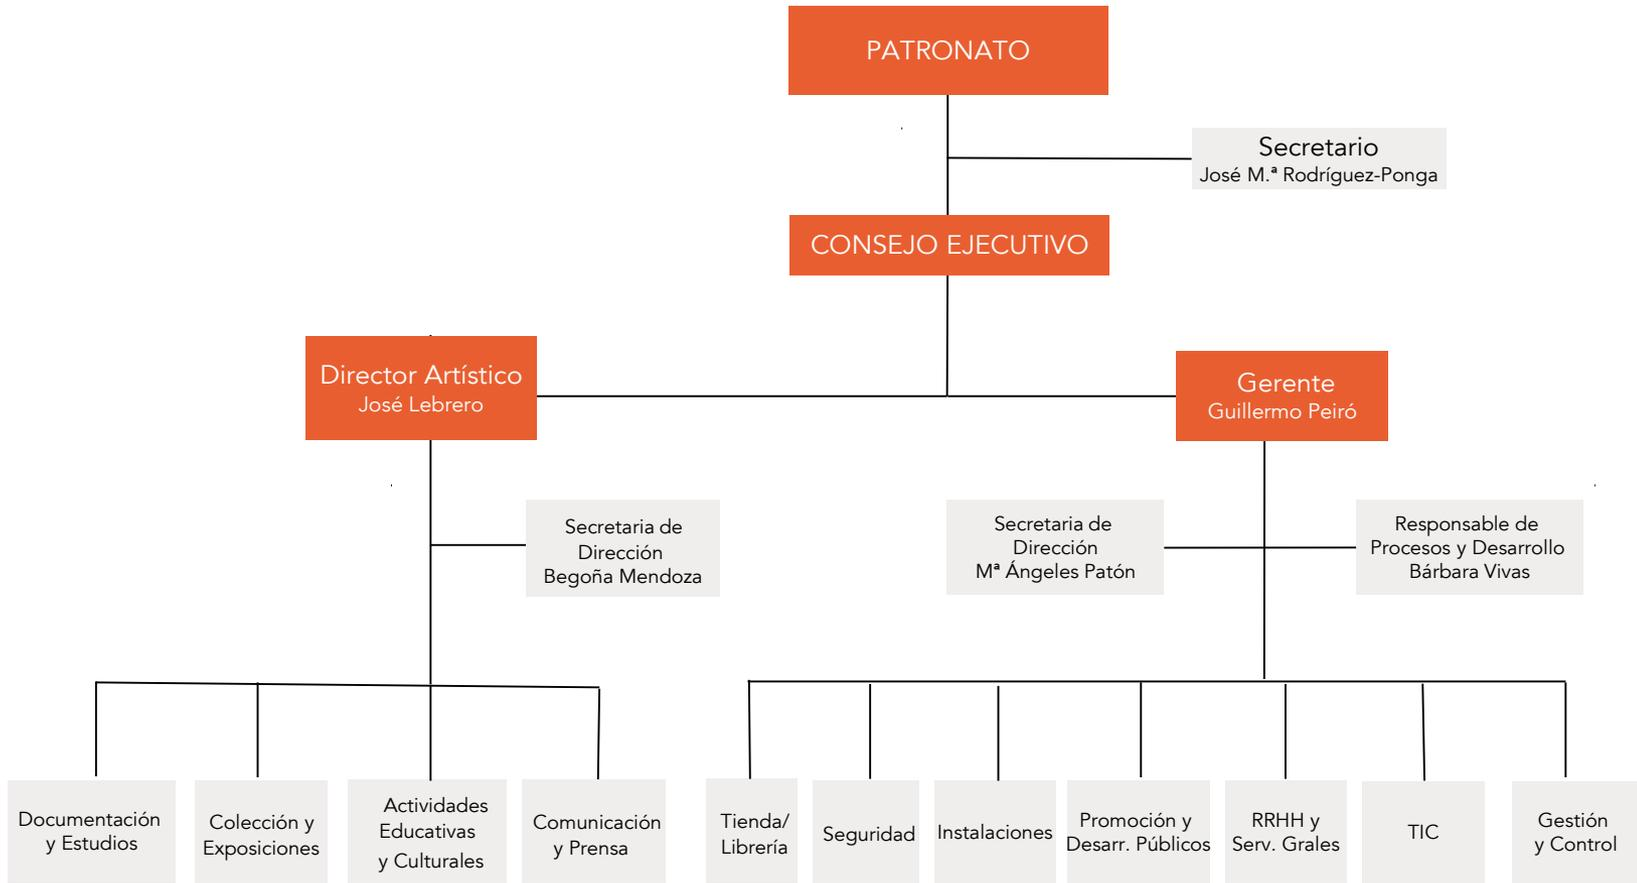 PATRONATO
Secretario
José M.ª Rodríguez-Ponga
CONSEJO EJECUTIVO
Director Artístico
José Lebrero
Gerente
Guillermo Peiró
Secretaria de
Dirección
Begoña Mendoza
Secretaria de
Dirección
Mª Ángeles Patón
Responsable de
Procesos y Desarrollo
Bárbara Vivas
Documentación
y Estudios
Colección y
Exposiciones
Actividades
Educativas
y Culturales
Comunicación
y Prensa
Tienda/
Librería
Seguridad
Instalaciones
Promoción y
Desarr. Públicos
RRHH y
Serv. Grales
TIC
Gestión
y Control